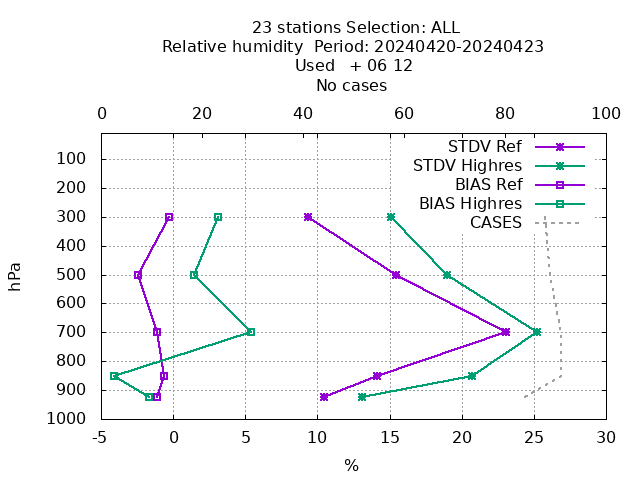 23 stations Selection: ALL
Relative humidity  Period: 20240420-20240423
Used   + 06 12
No cases
0 20 40 60 80 100
STDV Ref
STDV Highres
BIAS Ref
BIAS Highres
CASES
hPa
100
200
300
400
500
600
700
800
900
1000
-5 0 5 10 15 20 25 30
%